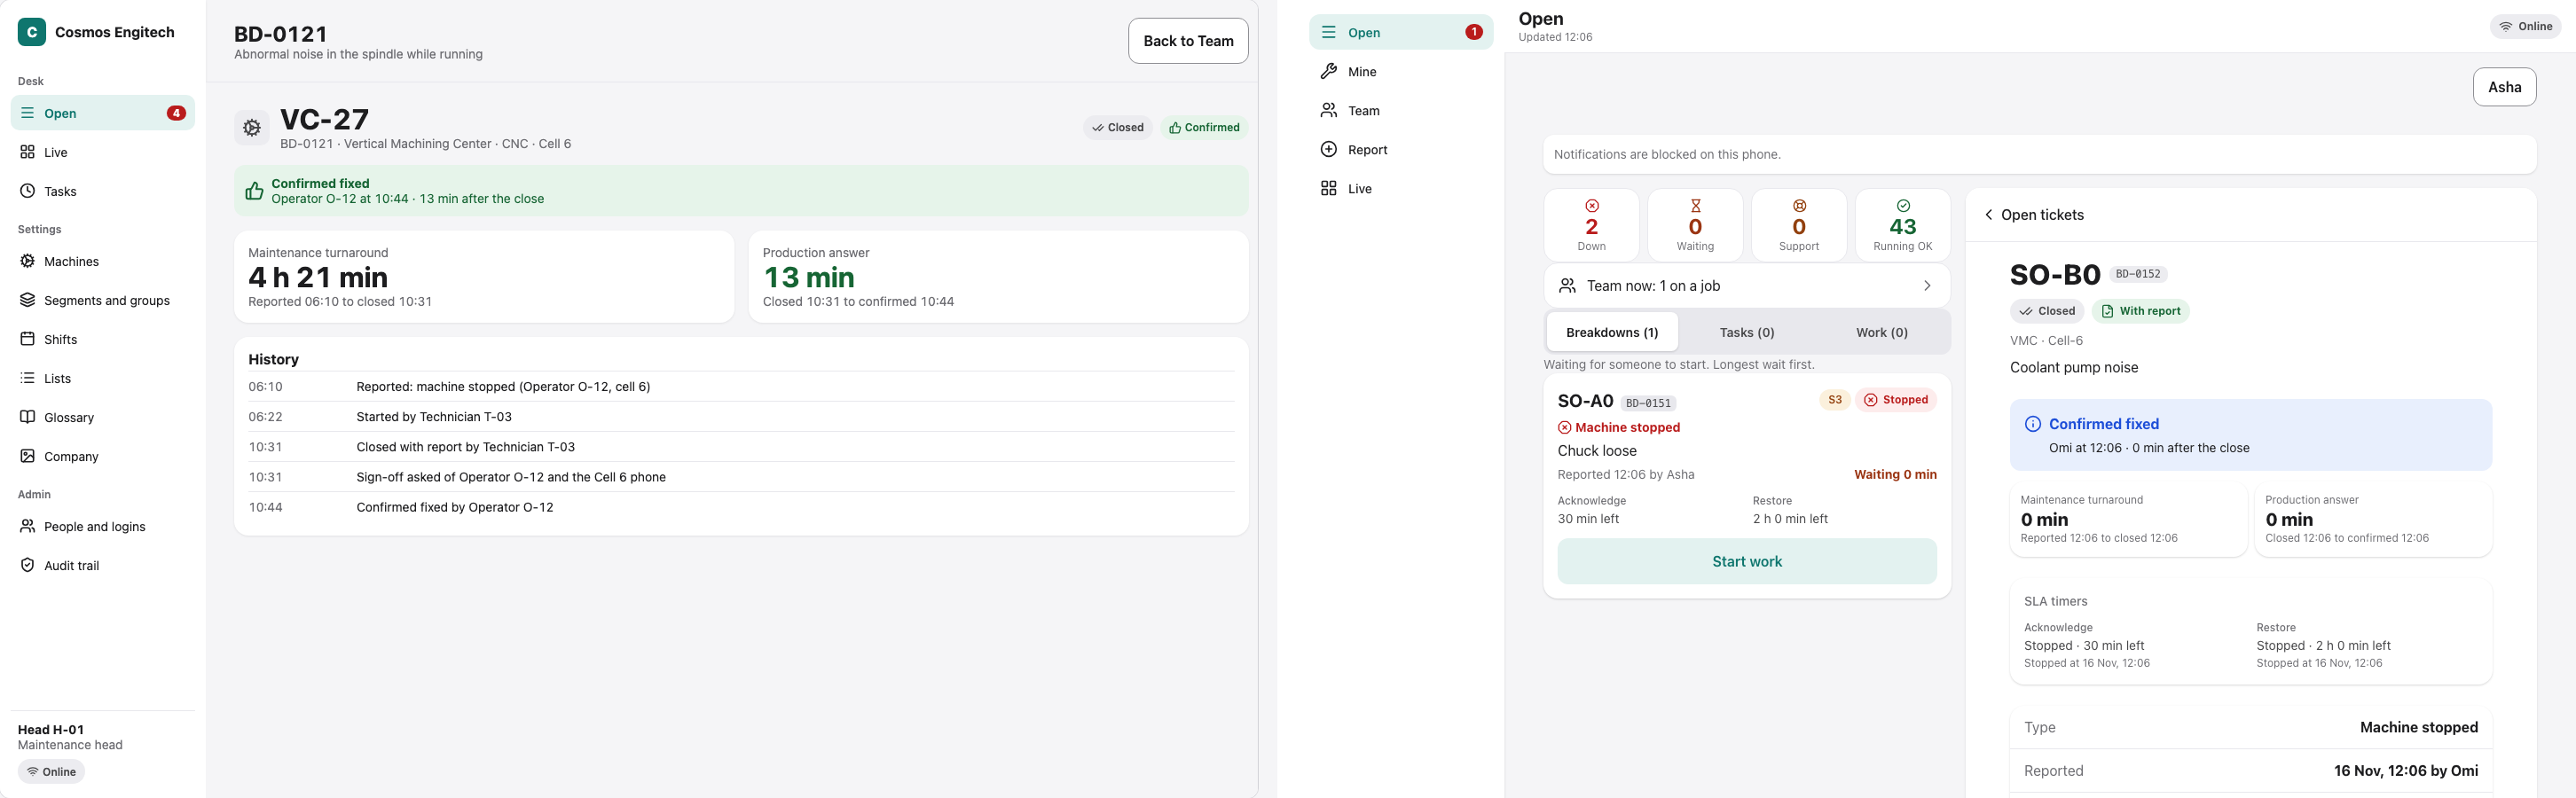 C Cosmos Engitech
Desk
Open 4
Live
Tasks
Settings
Machines
Segments and groups
Shifts
Lists
Glossary
Company
Admin
People and logins
Audit trail
Head H-01
Maintenance head
Online
BD-0121
Abnormal noise in the spindle while running
Back to Team
VC-27
BD-0121 · Vertical Machining Center · CNC · Cell 6
Closed
Confirmed
Confirmed fixed
Operator O-12 at 10:44 · 13 min after the close
Maintenance turnaround
4 h 21 min
Reported 06:10 to closed 10:31
Production answer
13 min
Closed 10:31 to confirmed 10:44
History
06:10 Reported: machine stopped (Operator O-12, cell 6)
06:22 Started by Technician T-03
10:31 Closed with report by Technician T-03
10:31 Sign-off asked of Operator O-12 and the Cell 6 phone
10:44 Confirmed fixed by Operator O-12
Open 1
Mine
Team
Report
Live
Open
Updated 12:06
Online
Asha
Notifications are blocked on this phone.
2
Down
0
Waiting
0
Support
43
Running OK
Team now: 1 on a job
Breakdowns (1)
Tasks (0)
Work (0)
Waiting for someone to start. Longest wait first.
SO-A0 BD-0151 S3 Stopped
Machine stopped
Chuck loose
Reported 12:06 by Asha Waiting 0 min
Acknowledge
30 min left
Restore
2 h 0 min left
Start work
Open tickets
SO-B0 BD-0152
Closed With report
VMC · Cell-6
Coolant pump noise
Confirmed fixed
Omi at 12:06 · 0 min after the close
Maintenance turnaround
0 min
Reported 12:06 to closed 12:06
Production answer
0 min
Closed 12:06 to confirmed 12:06
SLA timers
Acknowledge
Stopped · 30 min left
Stopped at 16 Nov, 12:06
Restore
Stopped · 2 h 0 min left
Stopped at 16 Nov, 12:06
Type Machine stopped
Reported 16 Nov, 12:06 by Omi